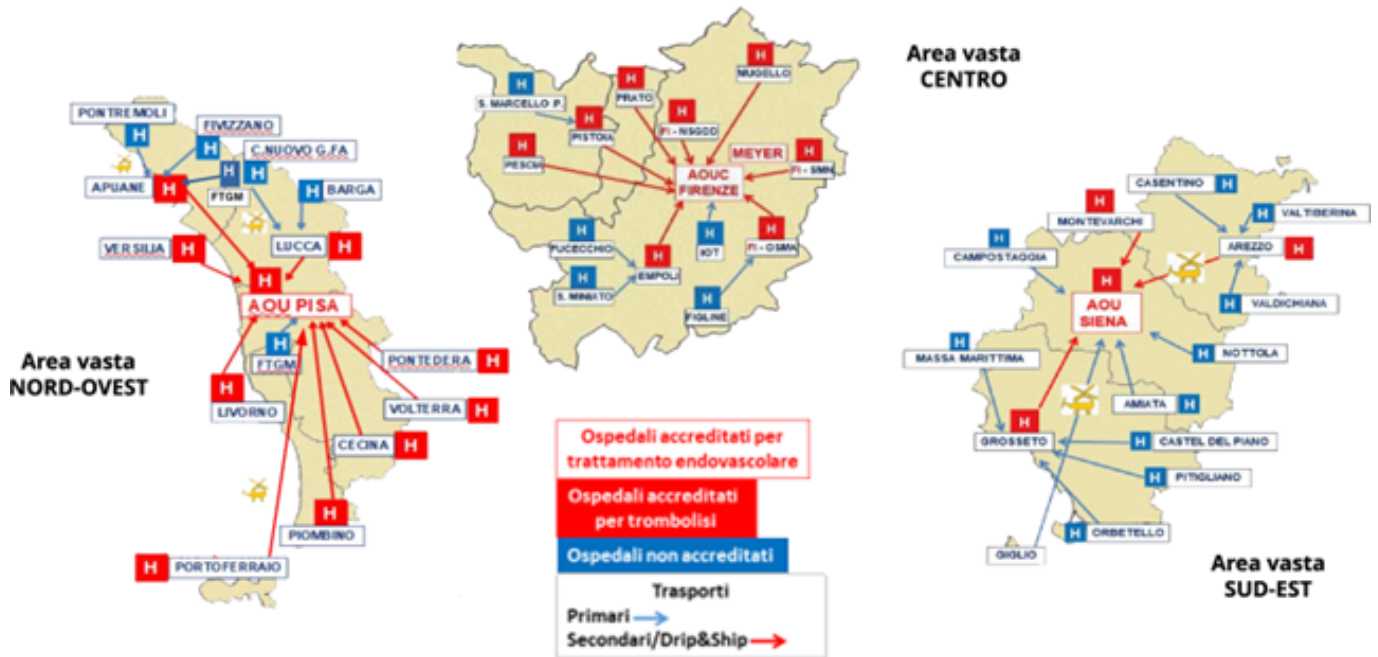 Area vasta
NORD-OVEST
PONTREMOLI
H
FIVIZZANO
H
C.NUOVO G.FA
H
H
FTGM
APUANE
H
H
BARGA
VERSILIA
H
LUCCA
H
H
AOU PISA
H
FTGM
PONTEDERA
H
H
LIVORNO
VOLTERRA
H
CECINA
H
H
PIOMBINO
H
PORTOFERRAIO
Area vasta
CENTRO
H
S. MARCELLO P.
H
PRATO
H
MUGELLO
H
PISTOIA
H
FI - NSGDD
H
PESCIA
MEYER
AOUC
FIRENZE
H
FI - SMN
H
FUCECCHIO
H
EMPOLI
H
IOT
H
FI - OSMA
H
S. MINIATO
H
FIGLINE
Ospedali accreditati per
trattamento endovascolare
Ospedali accreditati
per trombolisi
Ospedali non accreditati
Trasporti
Primari
Secondari/Drip&Ship
Area vasta
SUD-EST
CASENTINO
H
H
MONTEVARCHI
H
VALTIBERINA
H
CAMPOSTAGGIA
AREZZO
H
H
AOU
SIENA
H
VALDICHIANA
H
MASSA MARITTIMA
H
NOTTOLA
AMIATA
H
H
GROSSETO
H
CASTEL DEL PIANO
H
PITIGLIANO
H
ORBETELLO
GIGLIO